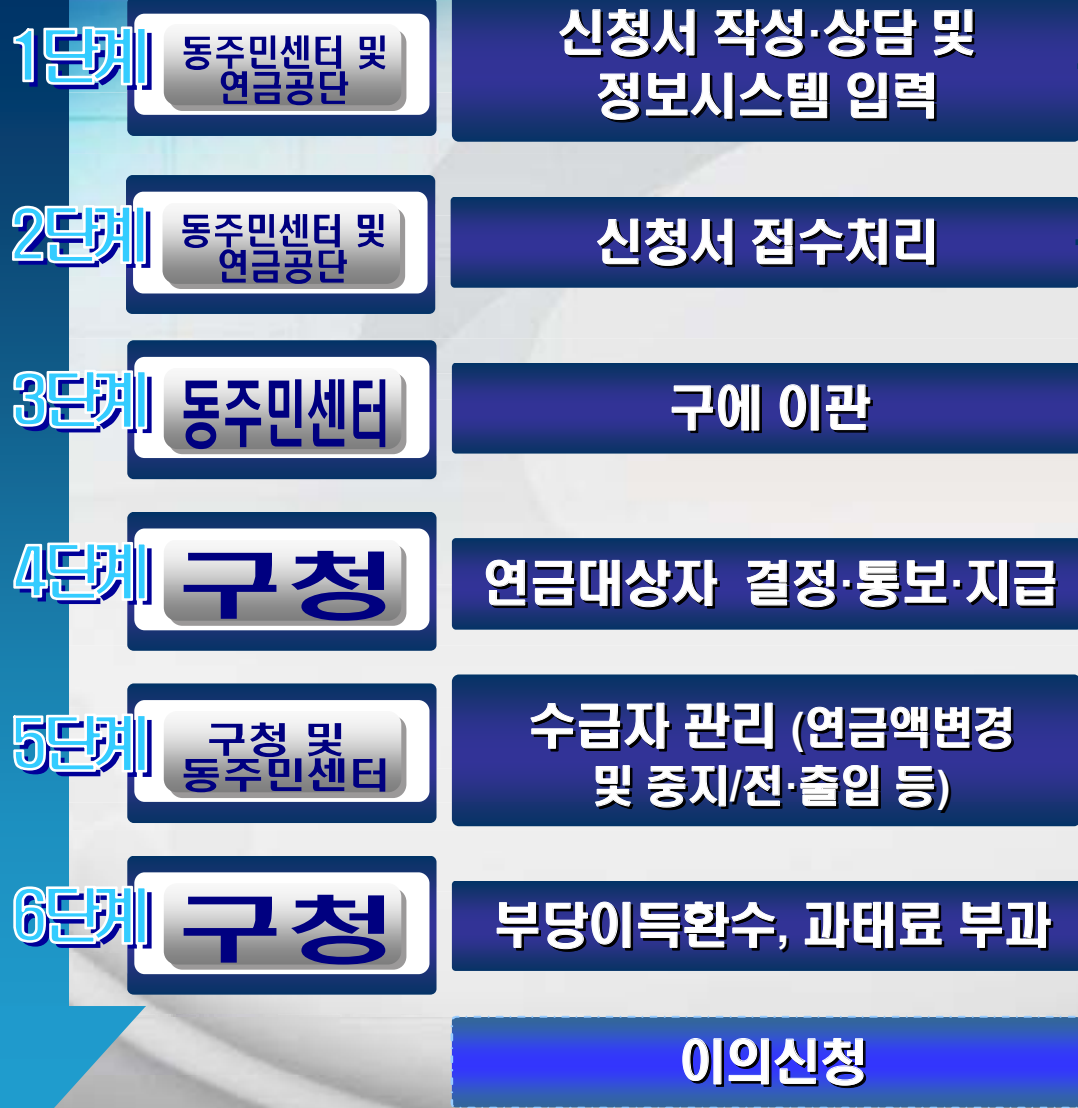 1단계
동주민센터 및
연금공단
신청서 작성·상담 및
정보시스템 입력
2단계
동주민센터 및
연금공단
신청서 접수처리
3단계
동주민센터
구에 이관
4단계
구청
연금대상자 결정·통보·지급
5단계
구청 및
동주민센터
수급자 관리 (연금액변경
및 중지/전·출입 등)
6단계
구청
부당이득환수, 과태료 부과
이의신청